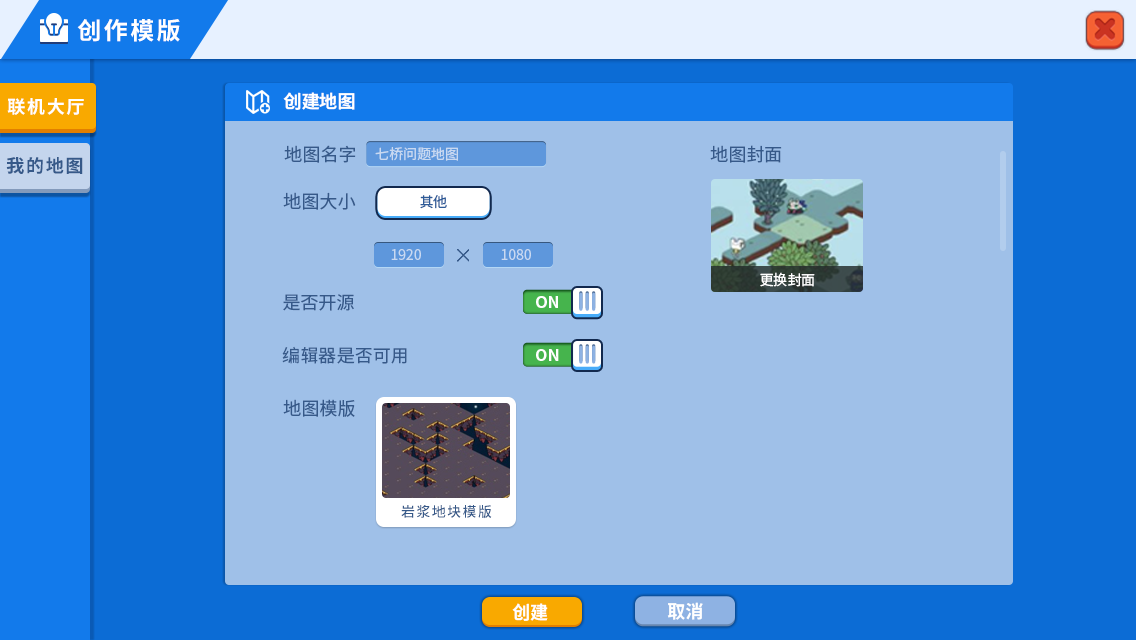 创作模版
联机大厅
我的地图
创建地图
地图名字 七桥问题地图
地图封面
地图大小 其他
1920 × 1080
更换封面
是否开源 ON
编辑器是否可用 ON
地图模版
岩浆地块模版
创建 取消